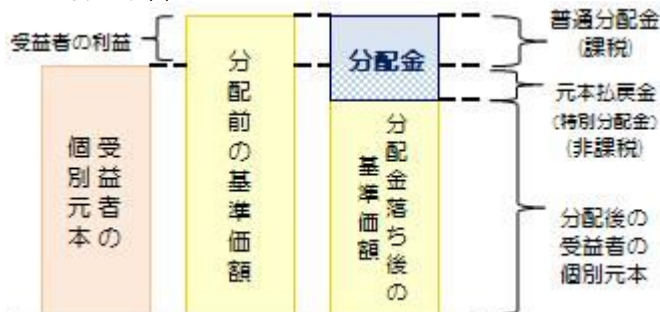 受益者の利益
受益者の
個別元本
分配前の基準価額
分配金
分配金落ち後の
基準価額
普通分配金
(課税)
元本払戻金
(特別分配金)
(非課税)
分配後の
受益者の
個別元本